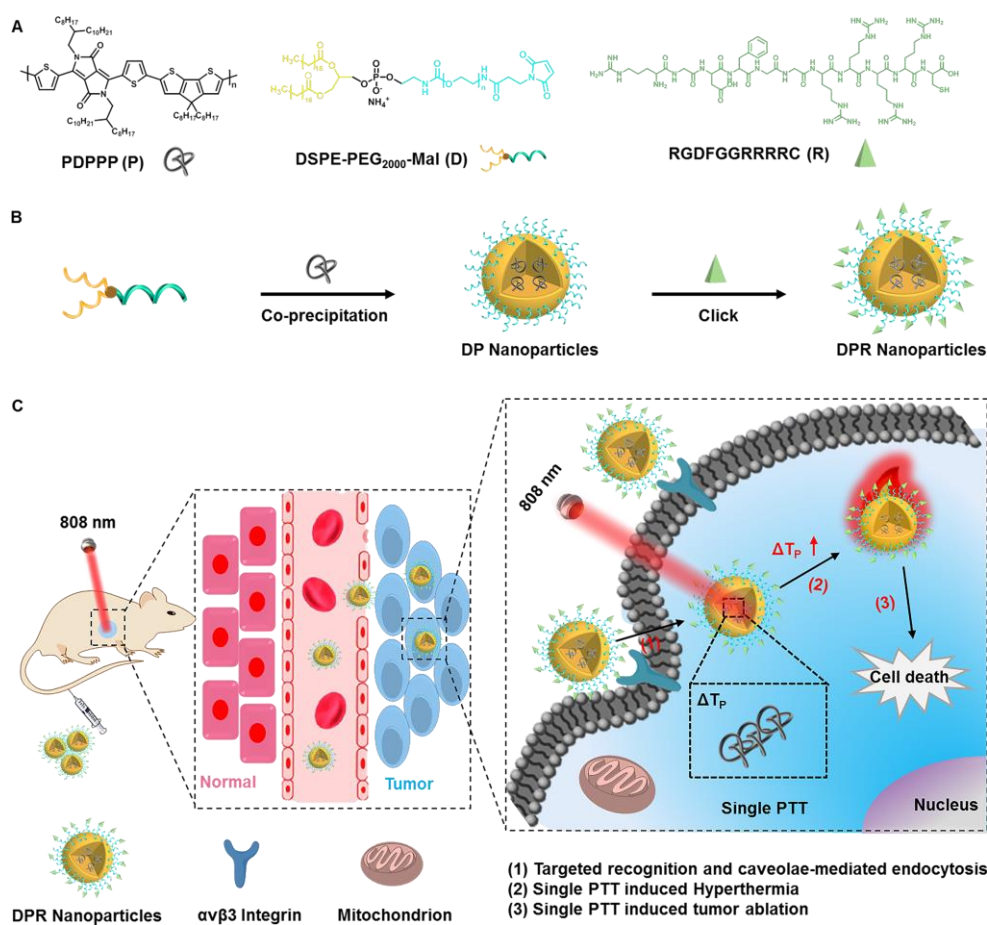 A
C₈H₁₇
C₁₀H₂₁
N
O
S
S
S
S
n
O
N
C₈H₁₇ C₈H₁₇
C₁₀H₂₁
C₈H₁₇
PDPPP (P)
H₃C
O
O
H₃C
O
O
O
O P O
O⁻
NH₄⁺
N
H
O
O
n
H
N
O
N
O
O
DSPE-PEG₂₀₀₀-Mal (D)
RGDFGGRRRRC (R)
B
Co-precipitation
DP Nanoparticles
Click
DPR Nanoparticles
C
808 nm
Normal
Tumor
808 nm
(1)
ΔTₚ ↑
(2)
(3)
Cell death
ΔTₚ
Single PTT
Nucleus
DPR Nanoparticles
αvβ3 Integrin
Mitochondrion
(1) Targeted recognition and caveolae-mediated endocytosis
(2) Single PTT induced Hyperthermia
(3) Single PTT induced tumor ablation